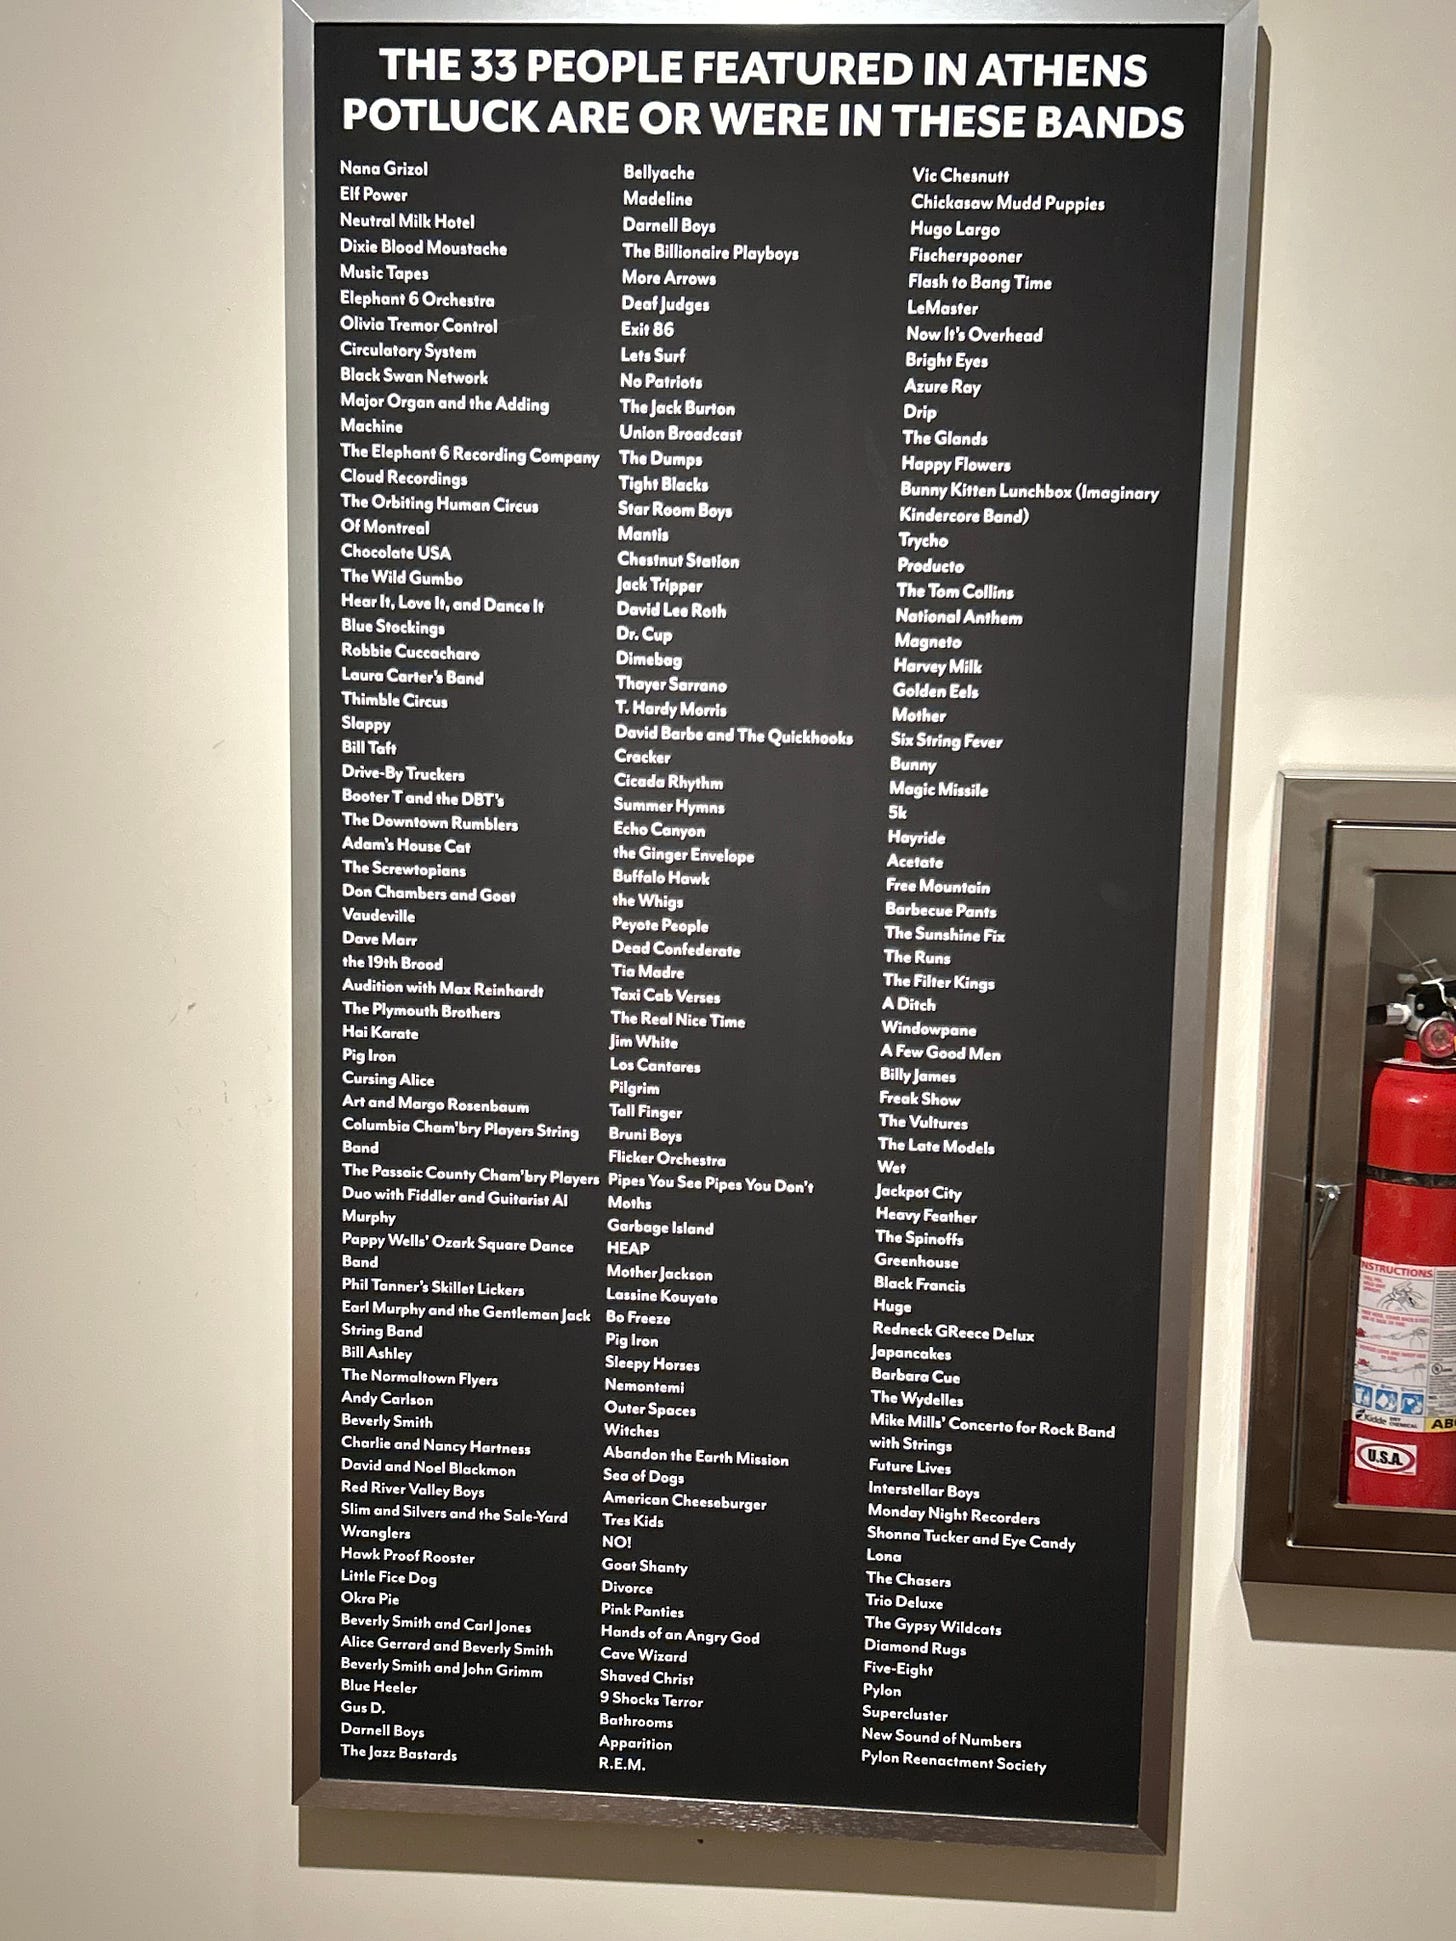 THE 33 PEOPLE FEATURED IN ATHENS
POTLUCK ARE OR WERE IN THESE BANDS
Nana Grizol
Elf Power
Neutral Milk Hotel
Dixie Blood Moustache
Music Tapes
Elephant 6 Orchestra
Olivia Tremor Control
Circulatory System
Black Swan Network
Major Organ and the Adding
Machine
The Elephant 6 Recording Company
Cloud Recordings
The Orbiting Human Circus
Of Montreal
Chocolate USA
The Wild Gumbo
Hear It, Love It, and Dance It
Blue Stockings
Robbie Cuccacharo
Laura Carter's Band
Thimble Circus
Slappy
Bill Taft
Drive-By Truckers
Booter T and the DBT's
The Downtown Rumblers
Adam's House Cat
The Screwtopians
Don Chambers and Goat
Vaudeville
Dave Marr
the 19th Brood
Audition with Max Reinhardt
The Plymouth Brothers
Hai Karate
Pig Iron
Cursing Alice
Art and Margo Rosenbaum
Columbia Cham'bry Players String
Band
The Passaic County Cham'bry Players
Duo with Fiddler and Guitarist Al
Murphy
Pappy Wells' Ozark Square Dance
Band
Phil Tanner's Skillet Lickers
Earl Murphy and the Gentleman Jack
String Band
Bill Ashley
The Normaltown Flyers
Andy Carlson
Beverly Smith
Charlie and Nancy Hartness
David and Noel Blackmon
Red River Valley Boys
Slim and Silvers and the Sale-Yard
Wranglers
Hawk Proof Rooster
Little Fice Dog
Okra Pie
Beverly Smith and Carl Jones
Alice Gerrard and Beverly Smith
Beverly Smith and John Grimm
Blue Heeler
Gus D.
Darnell Boys
The Jazz Bastards
Bellyache
Madeline
Darnell Boys
The Billionaire Playboys
More Arrows
Deaf Judges
Exit 86
Lets Surf
No Patriots
The Jack Burton
Union Broadcast
The Dumps
Tight Blacks
Star Room Boys
Mantis
Chestnut Station
Jack Tripper
David Lee Roth
Dr. Cup
Dimebag
Thayer Sarrano
T. Hardy Morris
David Barbe and The Quickhooks
Cracker
Cicada Rhythm
Summer Hymns
Echo Canyon
the Ginger Envelope
Buffalo Hawk
the Whigs
Peyote People
Dead Confederate
Tia Madre
Taxi Cab Verses
The Real Nice Time
Jim White
Los Cantares
Pilgrim
Tall Finger
Bruni Boys
Flicker Orchestra
Pipes You See Pipes You Don't
Moths
Garbage Island
HEAP
Mother Jackson
Lassine Kouyate
Bo Freeze
Pig Iron
Sleepy Horses
Nemontemi
Outer Spaces
Witches
Abandon the Earth Mission
Sea of Dogs
American Cheeseburger
Tres Kids
NO!
Goat Shanty
Divorce
Pink Panties
Hands of an Angry God
Cave Wizard
Shaved Christ
9 Shocks Terror
Bathrooms
Apparition
R.E.M.
Vic Chesnutt
Chickasaw Mudd Puppies
Hugo Largo
Fischerspooner
Flash to Bang Time
LeMaster
Now It's Overhead
Bright Eyes
Azure Ray
Drip
The Glands
Happy Flowers
Bunny Kitten Lunchbox (Imaginary
Kindercore Band)
Trycho
Producto
The Tom Collins
National Anthem
Magneto
Harvey Milk
Golden Eels
Mother
Six String Fever
Bunny
Magic Missile
5k
Hayride
Acetate
Free Mountain
Barbecue Pants
The Sunshine Fix
The Runs
The Filter Kings
A Ditch
Windowpane
A Few Good Men
Billy James
Freak Show
The Vultures
The Late Models
Wet
Jackpot City
Heavy Feather
The Spinoffs
Greenhouse
Black Francis
Huge
Redneck GReece Delux
Japancakes
Barbara Cue
The Wydelles
Mike Mills' Concerto for Rock Band
with Strings
Future Lives
Interstellar Boys
Monday Night Recorders
Shonna Tucker and Eye Candy
Lona
The Chasers
Trio Deluxe
The Gypsy Wildcats
Diamond Rugs
Five-Eight
Pylon
Supercluster
New Sound of Numbers
Pylon Reenactment Society
INSTRUCTIONS
Kidde
U.S.A.